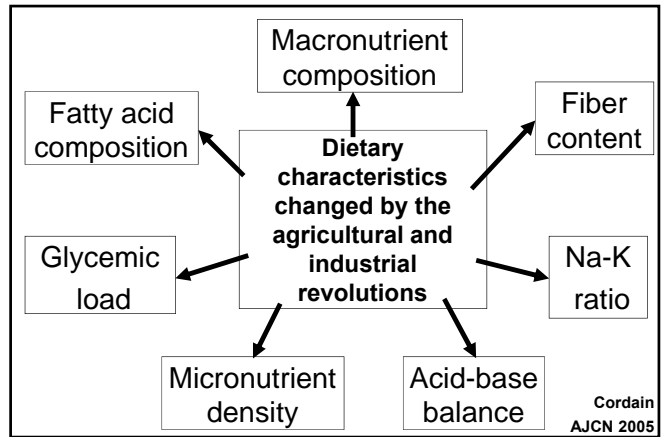 Macronutrient
composition
Fatty acid
composition
Fiber
content
Dietary
characteristics
changed by the
agricultural and
industrial
revolutions
Glycemic
load
Na-K
ratio
Micronutrient
density
Acid-base
balance
Cordain
AJCN 2005